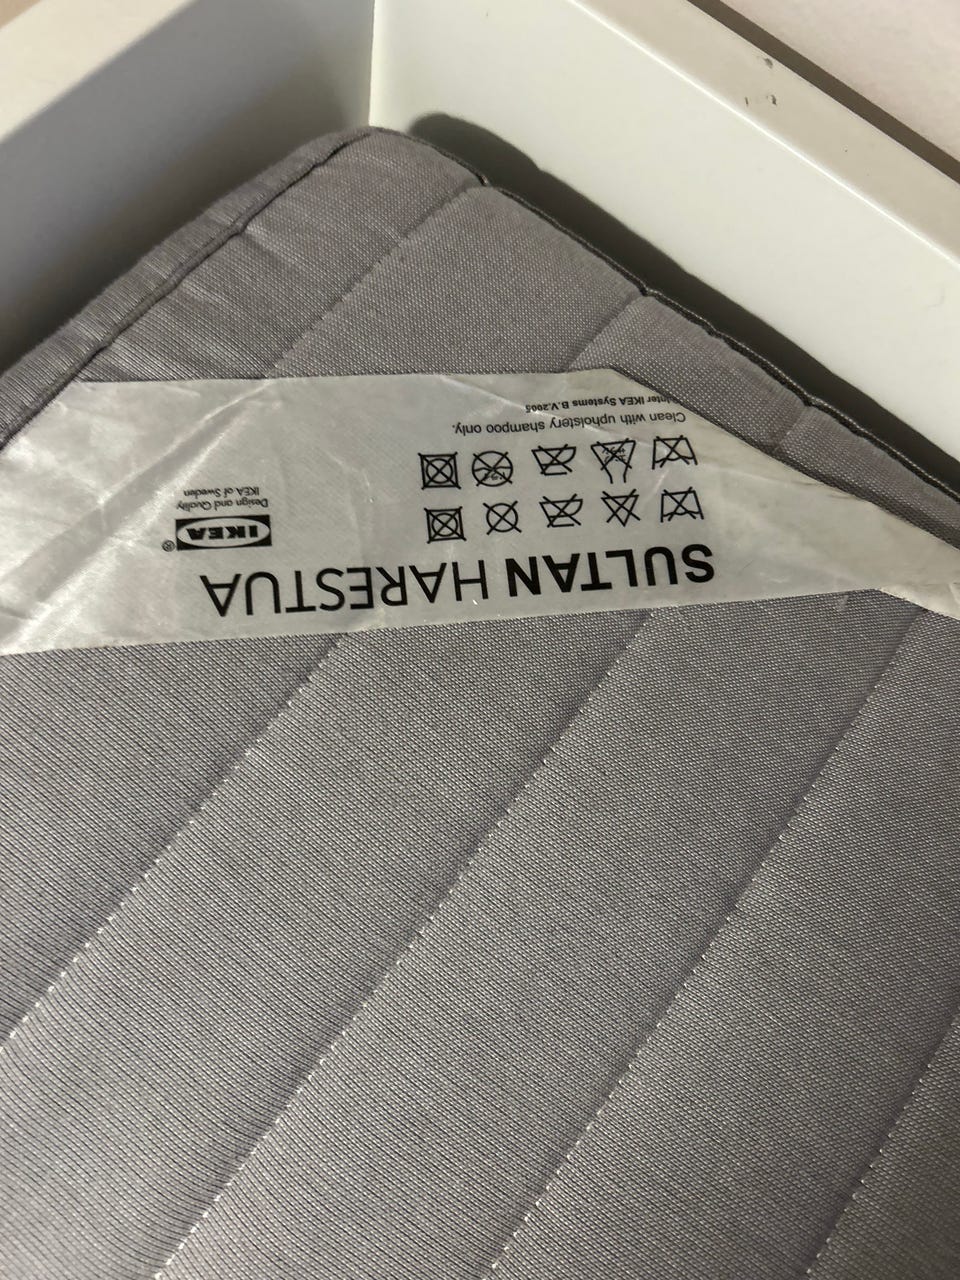 SULTAN HARESTUA
IKEA®
Design and Quality
IKEA of Sweden
Clean with upholstery shampoo only.
Inter IKEA Systems B.V.2005